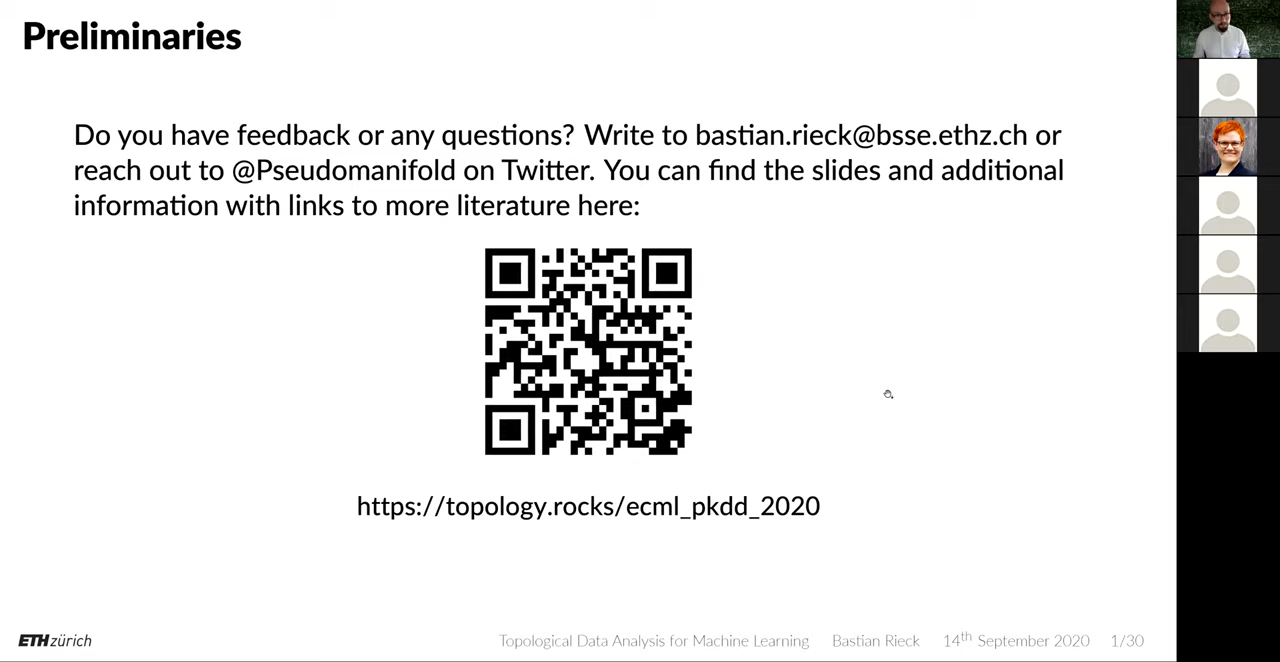 Preliminaries
Do you have feedback or any questions? Write to bastian.rieck@bsse.ethz.ch or
reach out to @Pseudomanifold on Twitter. You can find the slides and additional
information with links to more literature here:
https://topology.rocks/ecml_pkdd_2020
ETH zürich
Topological Data Analysis for Machine Learning Bastian Rieck 14th September 2020 1/30